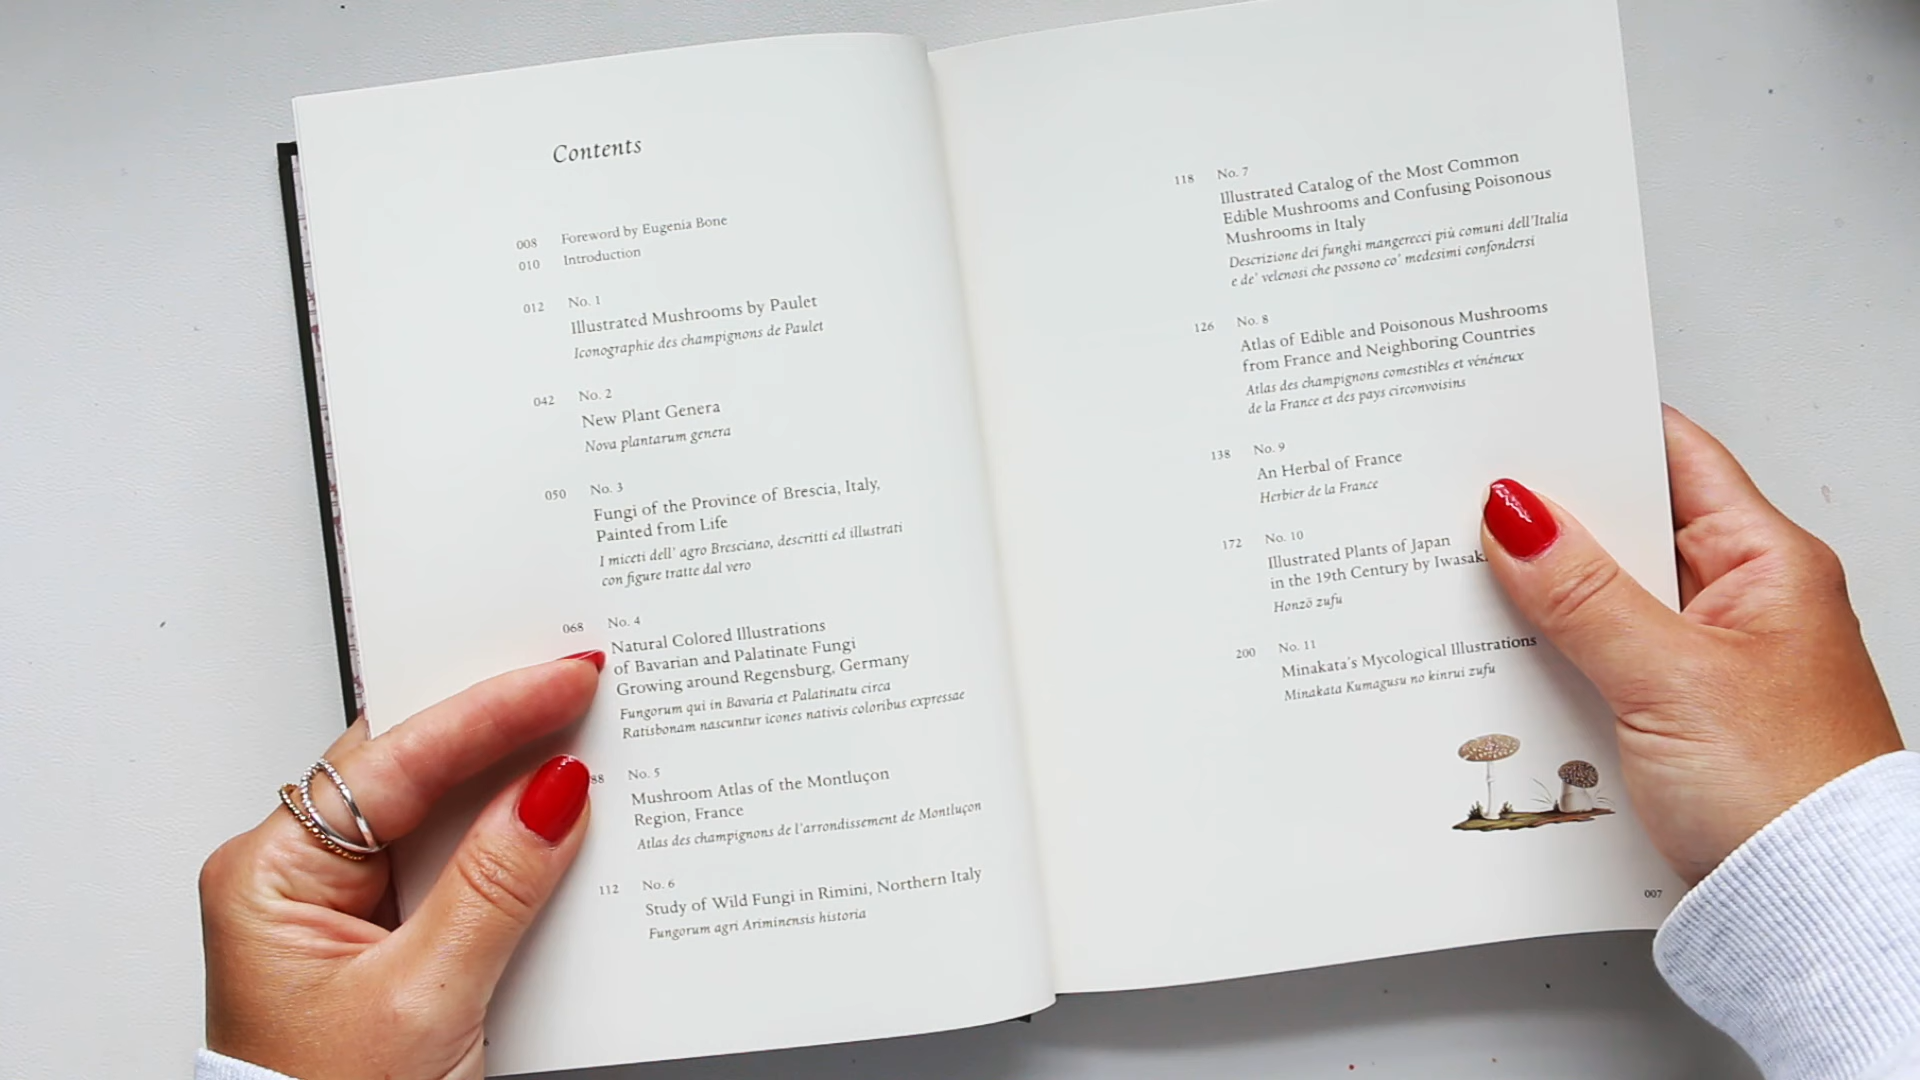 Contents
008 Foreword by Eugenia Bone
010 Introduction
012 No. 1
Illustrated Mushrooms by Paulet
Iconographie des champignons de Paulet
042 No. 2
New Plant Genera
Nova plantarum genera
050 No. 3
Fungi of the Province of Brescia, Italy,
Painted from Life
I miceti dell' agro Bresciano, descritti ed illustrati
con figure tratte dal vero
068 No. 4
Natural Colored Illustrations
of Bavarian and Palatinate Fungi
Growing around Regensburg, Germany
Fungorum qui in Bavaria et Palatinatu circa
Ratisbonam nascuntur icones nativis coloribus expressae
88 No. 5
Mushroom Atlas of the Montluçon
Region, France
Atlas des champignons de l'arrondissement de Montluçon
112 No. 6
Study of Wild Fungi in Rimini, Northern Italy
Fungorum agri Ariminensis historia
118 No. 7
Illustrated Catalog of the Most Common
Edible Mushrooms and Confusing Poisonous
Mushrooms in Italy
Descrizione dei funghi mangerecci più comuni dell'Italia
e de' velenosi che possono co' medesimi confondersi
126 No. 8
Atlas of Edible and Poisonous Mushrooms
from France and Neighboring Countries
Atlas des champignons comestibles et vénéneux
de la France et des pays circonvoisins
138 No. 9
An Herbal of France
Herbier de la France
172 No. 10
Illustrated Plants of Japan
in the 19th Century by Iwasak
Honzō zufu
200 No. 11
Minakata's Mycological Illustrations
Minakata Kumagusu no kinrui zufu
007